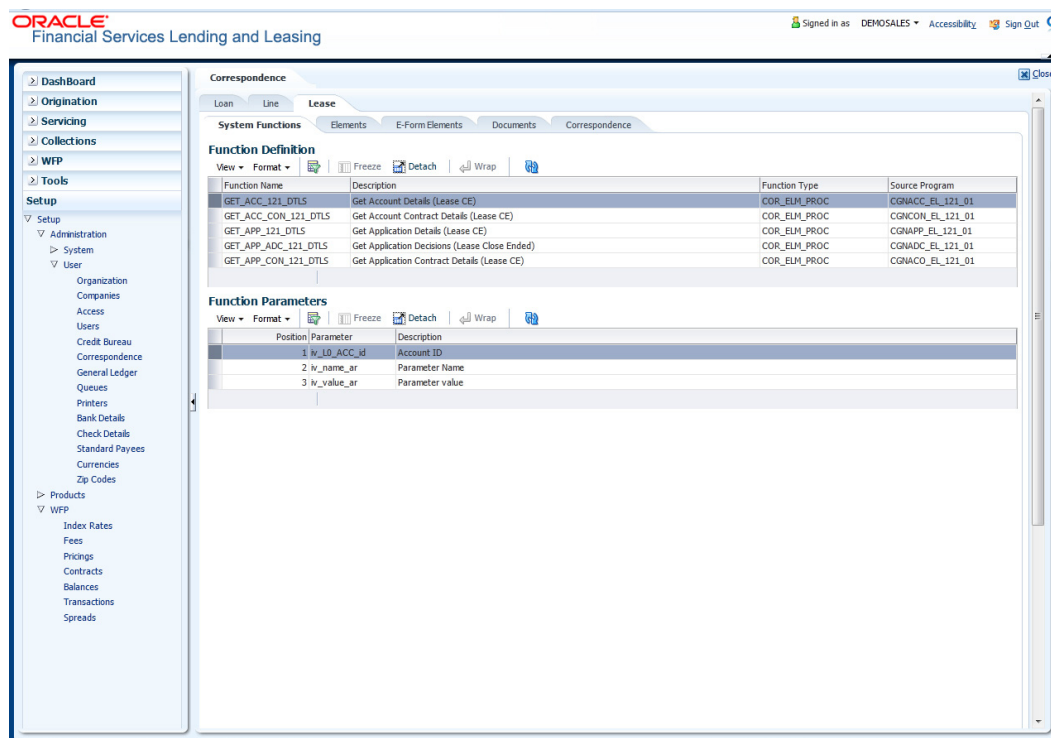 ORACLE
Financial Services Lending and Leasing
Signed in as DEMOSALES Accessibility Sign Out
DashBoard
Origination
Servicing
Collections
WFP
Tools
Setup
Setup
Administration
System
User
Organization
Companies
Access
Users
Credit Bureau
Correspondence
General Ledger
Queues
Printers
Bank Details
Check Details
Standard Payees
Currencies
Zip Codes
Products
WFP
Index Rates
Fees
Pricings
Contracts
Balances
Transactions
Spreads
Correspondence
Close
Loan Line Lease
System Functions Elements E-Form Elements Documents Correspondence
Function Definition
View Format Freeze Detach Wrap
Function Name Description Function Type Source Program
GET_ACC_121_DTLS Get Account Details (Lease CE) COR_ELM_PROC CGNACC_EL_121_01
GET_ACC_CON_121_DTLS Get Account Contract Details (Lease CE) COR_ELM_PROC CGNCON_EL_121_01
GET_APP_121_DTLS Get Application Details (Lease CE) COR_ELM_PROC CGNAPP_EL_121_01
GET_APP_ADC_121_DTLS Get Application Decisions (Lease Close Ended) COR_ELM_PROC CGNADC_EL_121_01
GET_APP_CON_121_DTLS Get Application Contract Details (Lease CE) COR_ELM_PROC CGNACO_EL_121_01
Function Parameters
View Format Freeze Detach Wrap
Position Parameter Description
1 iv_L0_ACC_id Account ID
2 iv_name_ar Parameter Name
3 iv_value_ar Parameter value